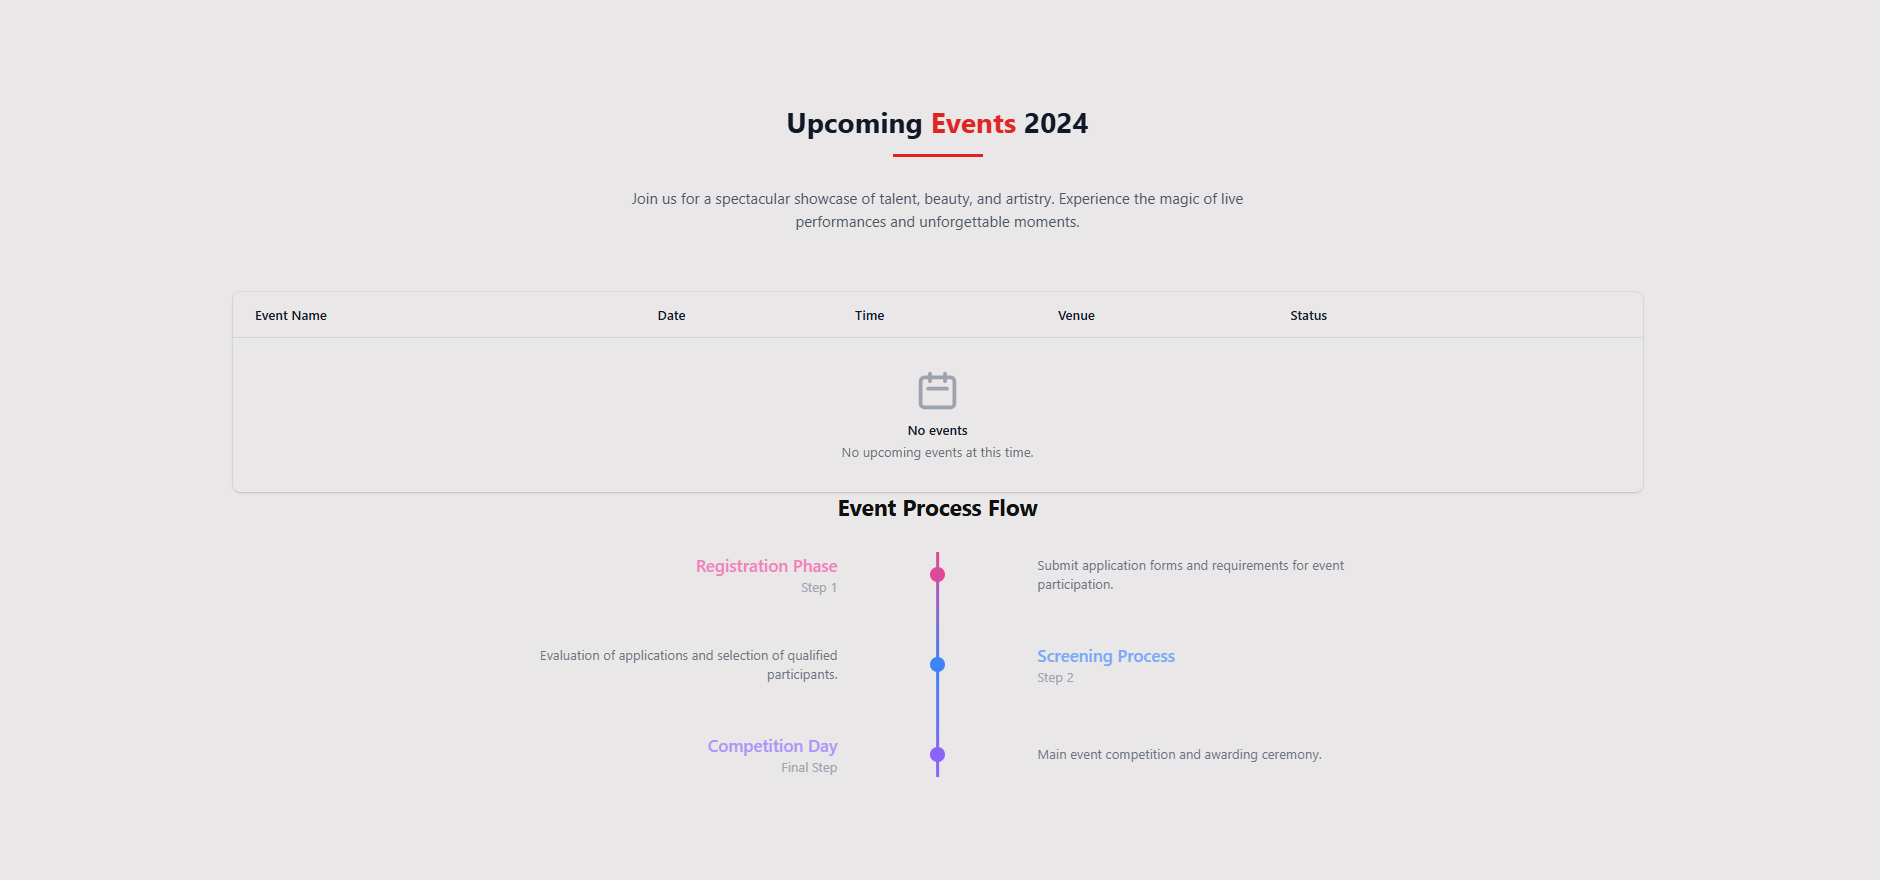 Upcoming Events 2024
Join us for a spectacular showcase of talent, beauty, and artistry. Experience the magic of live
performances and unforgettable moments.
Event Name Date Time Venue Status
No events
No upcoming events at this time.
Event Process Flow
Registration Phase
Step 1
Submit application forms and requirements for event
participation.
Evaluation of applications and selection of qualified
participants.
Screening Process
Step 2
Competition Day
Final Step
Main event competition and awarding ceremony.